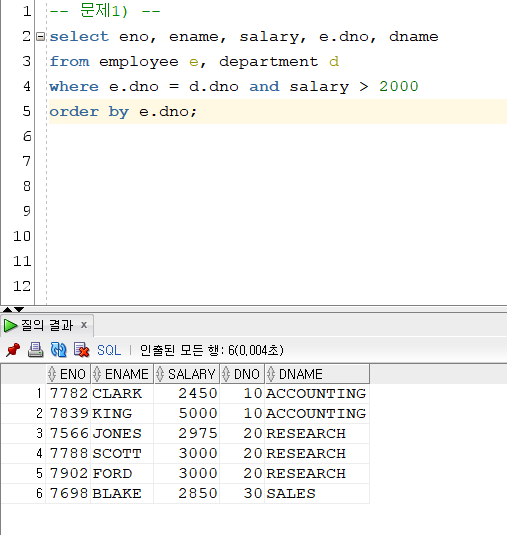 1 -- 문제1) --
2 select eno, ename, salary, e.dno, dname
3 from employee e, department d
4 where e.dno = d.dno and salary > 2000
5 order by e.dno;
6
7
8
9
10
11
12
질의 결과 x
SQL | 인출된 모든 행: 6(0,004초)
ENO ENAME SALARY DNO DNAME
1 7782 CLARK 2450 10 ACCOUNTING
2 7839 KING 5000 10 ACCOUNTING
3 7566 JONES 2975 20 RESEARCH
4 7788 SCOTT 3000 20 RESEARCH
5 7902 FORD 3000 20 RESEARCH
6 7698 BLAKE 2850 30 SALES